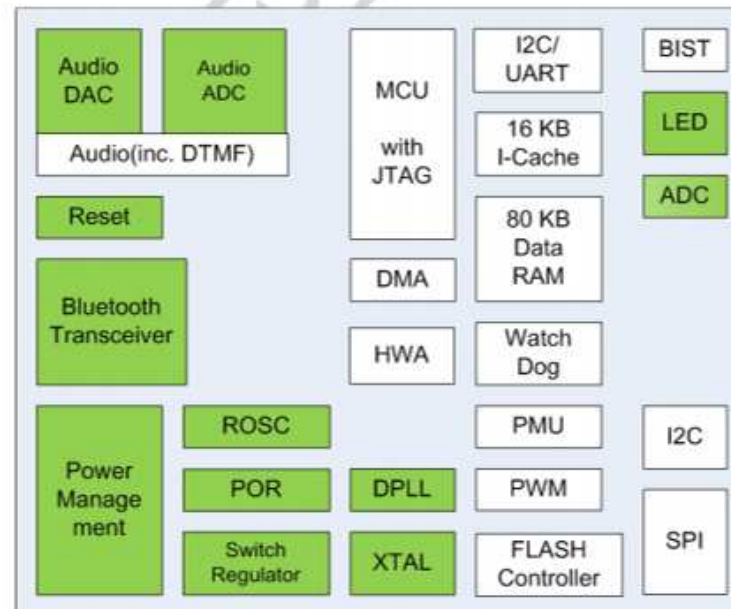 Audio
DAC
Audio
ADC
Audio(inc. DTMF)
Reset
Bluetooth
Transceiver
Power
Manage
ment
ROSC
POR
Switch
Regulator
MCU
with
JTAG
DMA
HWA
DPLL
XTAL
I2C/
UART
16 KB
I-Cache
80 KB
Data
RAM
Watch
Dog
PMU
PWM
FLASH
Controller
BIST
LED
ADC
I2C
SPI